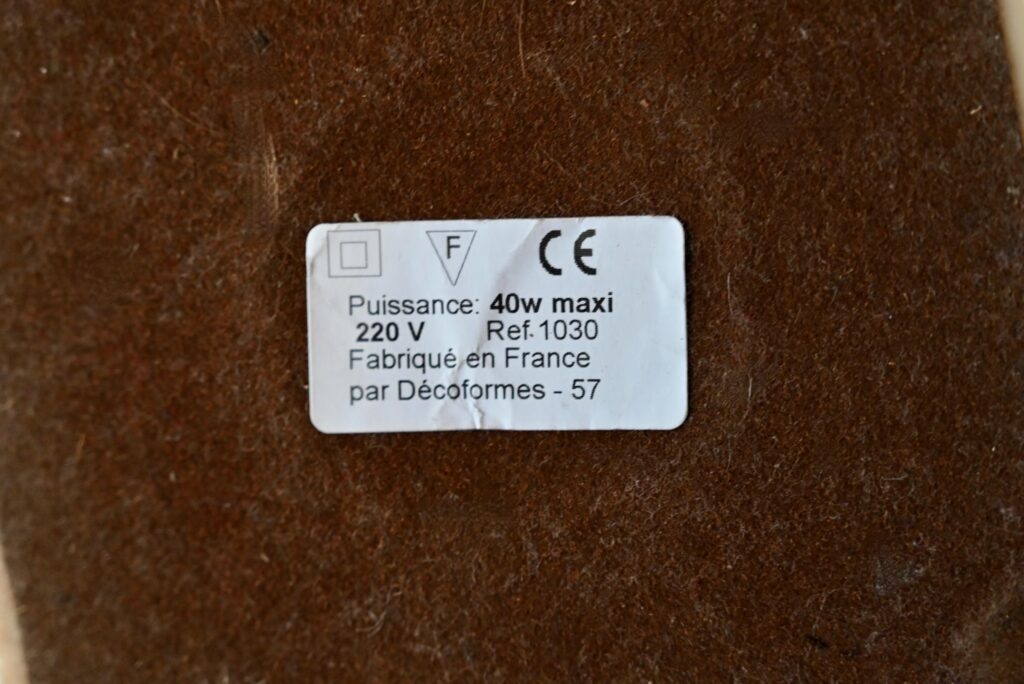 F CE
Puissance: 40w maxi
220 V Ref.1030
Fabriqué en France
par Décoformes - 57